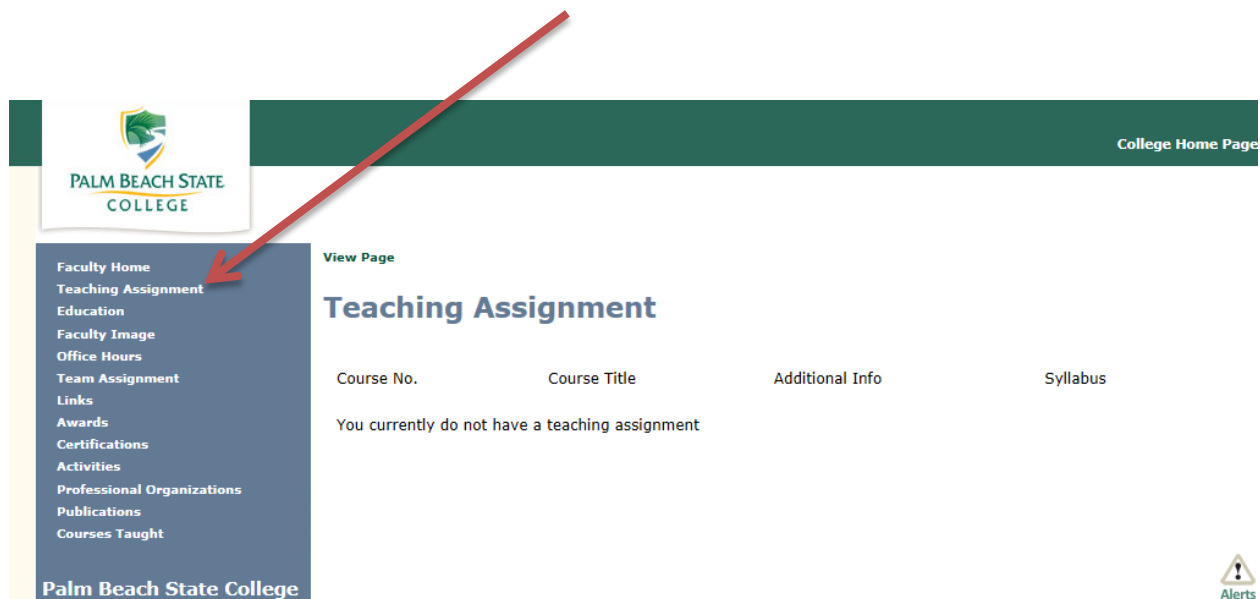 College Home Page
PALM BEACH STATE
COLLEGE
Faculty Home
Teaching Assignment
Education
Faculty Image
Office Hours
Team Assignment
Links
Awards
Certifications
Activities
Professional Organizations
Publications
Courses Taught
Palm Beach State College
View Page
Teaching Assignment
Course No. Course Title Additional Info Syllabus
You currently do not have a teaching assignment
Alerts